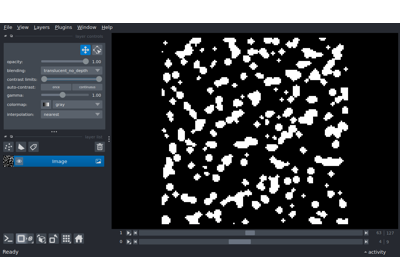 File View Layers Plugins Window Help
opacity: 1.00
blending: translucent_no_depth
contrast limits:
auto-contrast: once continuous
gamma: 1.00
colormap: gray
interpolation: nearest
Image
1
0
Ready activity